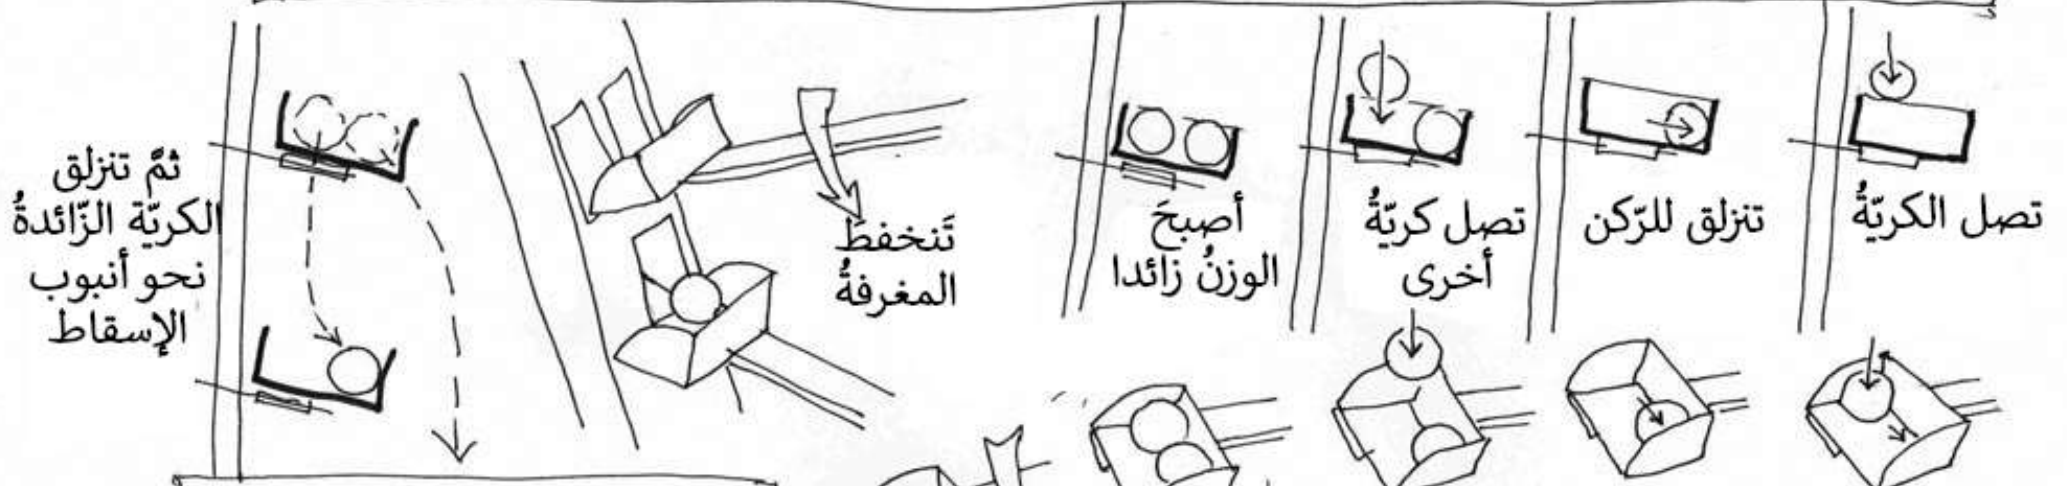 تصل الكريّةُ
تنزلق للرّكن
تصل كريّةُ
أخرى
أصبحَ
الوزنُ زائدا
تَنخفطَ
المغرفةُ
ثمَّ تنزلق
الكريّة الزّائدةُ
نحو أنبوب
الإسقاط